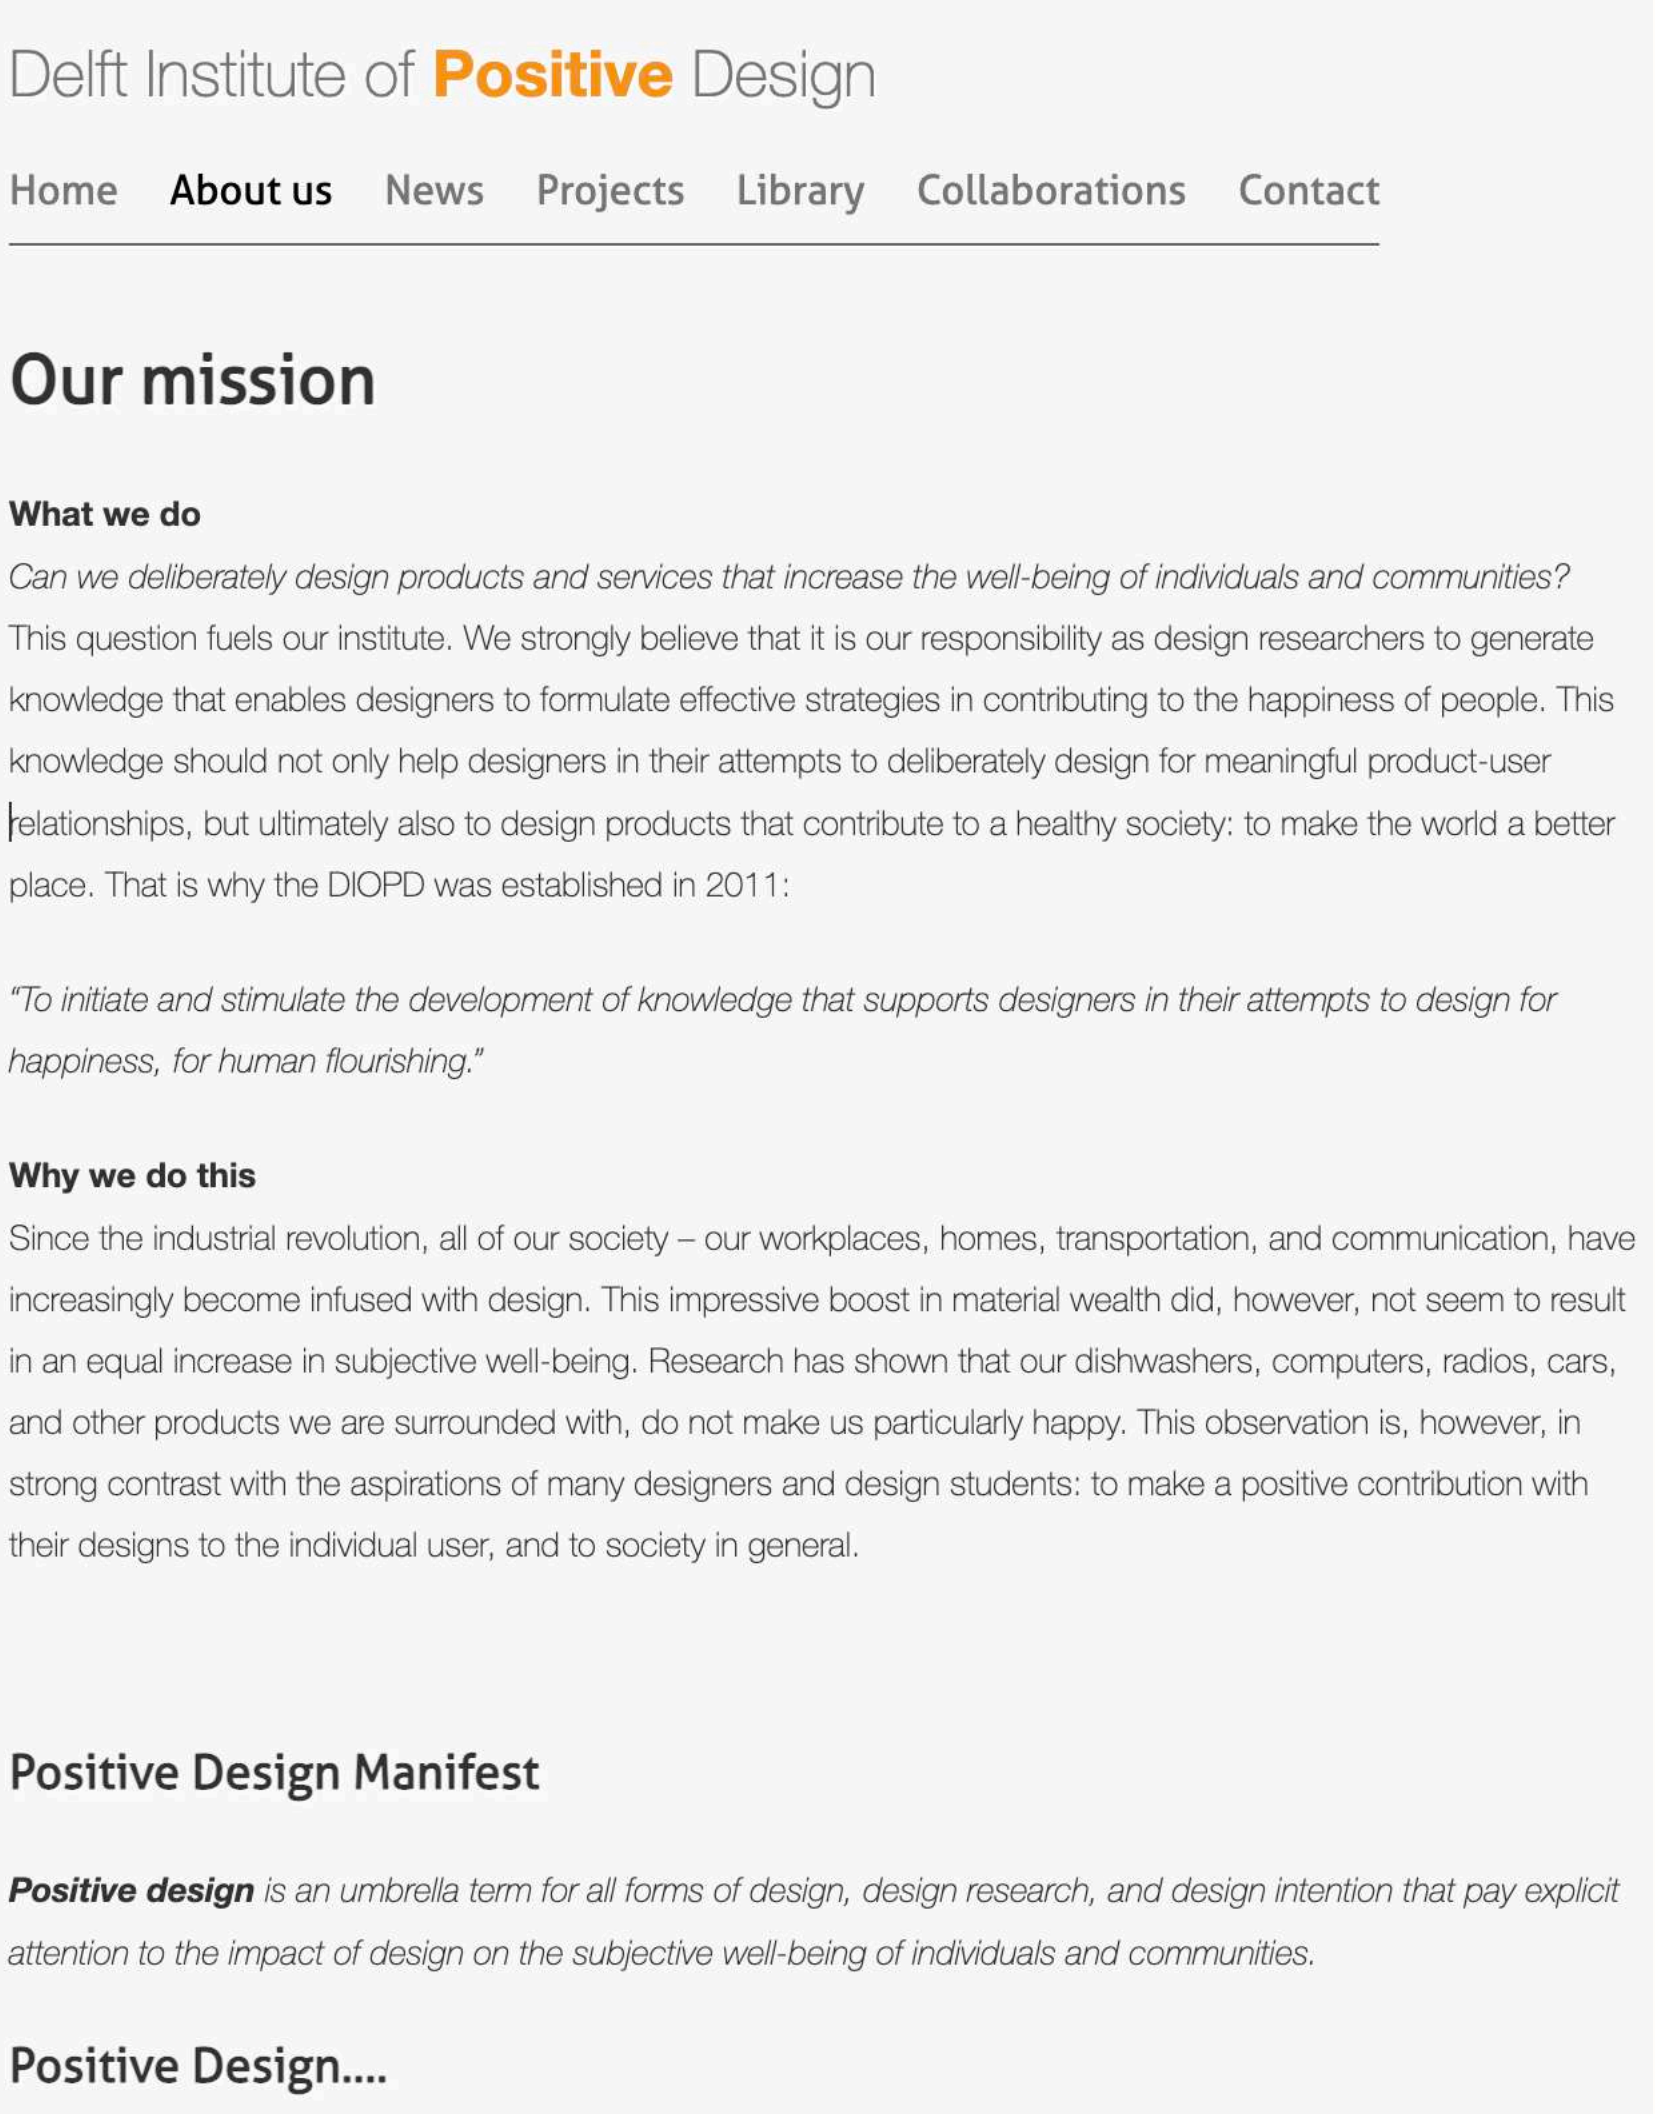 Delft Institute of Positive Design
Home About us News Projects Library Collaborations Contact
Our mission
What we do
Can we deliberately design products and services that increase the well-being of individuals and communities?
This question fuels our institute. We strongly believe that it is our responsibility as design researchers to generate
knowledge that enables designers to formulate effective strategies in contributing to the happiness of people. This
knowledge should not only help designers in their attempts to deliberately design for meaningful product-user
relationships, but ultimately also to design products that contribute to a healthy society: to make the world a better
place. That is why the DIOPD was established in 2011:
“To initiate and stimulate the development of knowledge that supports designers in their attempts to design for
happiness, for human flourishing.”
Why we do this
Since the industrial revolution, all of our society – our workplaces, homes, transportation, and communication, have
increasingly become infused with design. This impressive boost in material wealth did, however, not seem to result
in an equal increase in subjective well-being. Research has shown that our dishwashers, computers, radios, cars,
and other products we are surrounded with, do not make us particularly happy. This observation is, however, in
strong contrast with the aspirations of many designers and design students: to make a positive contribution with
their designs to the individual user, and to society in general.
Positive Design Manifest
Positive design is an umbrella term for all forms of design, design research, and design intention that pay explicit
attention to the impact of design on the subjective well-being of individuals and communities.
Positive Design....